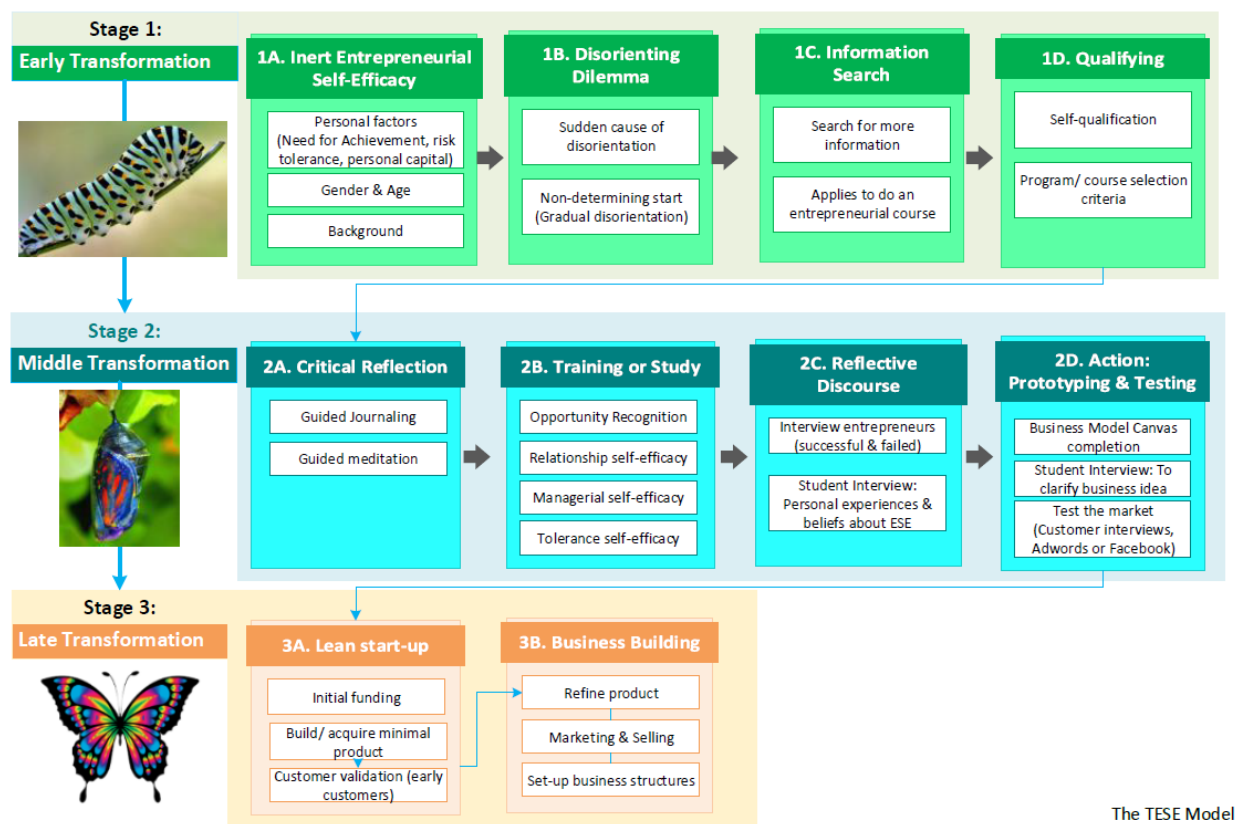 Stage 1:
Early Transformation
1A. Inert Entrepreneurial
Self-Efficacy
Personal factors
(Need for Achievement, risk
tolerance, personal capital)
Gender & Age
Background
1B. Disorienting
Dilemma
Sudden cause of
disorientation
Non-determining start
(Gradual disorientation)
1C. Information
Search
Search for more
information
Applies to do an
entrepreneurial course
1D. Qualifying
Self-qualification
Program/ course selection
criteria
Stage 2:
Middle Transformation
2A. Critical Reflection
Guided Journaling
Guided meditation
2B. Training or Study
Opportunity Recognition
Relationship self-efficacy
Managerial self-efficacy
Tolerance self-efficacy
2C. Reflective
Discourse
Interview entrepreneurs
(successful & failed)
Student Interview:
Personal experiences &
beliefs about ESE
2D. Action:
Prototyping & Testing
Business Model Canvas
completion
Student Interview: To
clarify business idea
Test the market
(Customer interviews,
Adwords or Facebook)
Stage 3:
Late Transformation
3A. Lean start-up
Initial funding
Build/ acquire minimal
product
Customer validation (early
customers)
3B. Business Building
Refine product
Marketing & Selling
Set-up business structures
The TESE Model